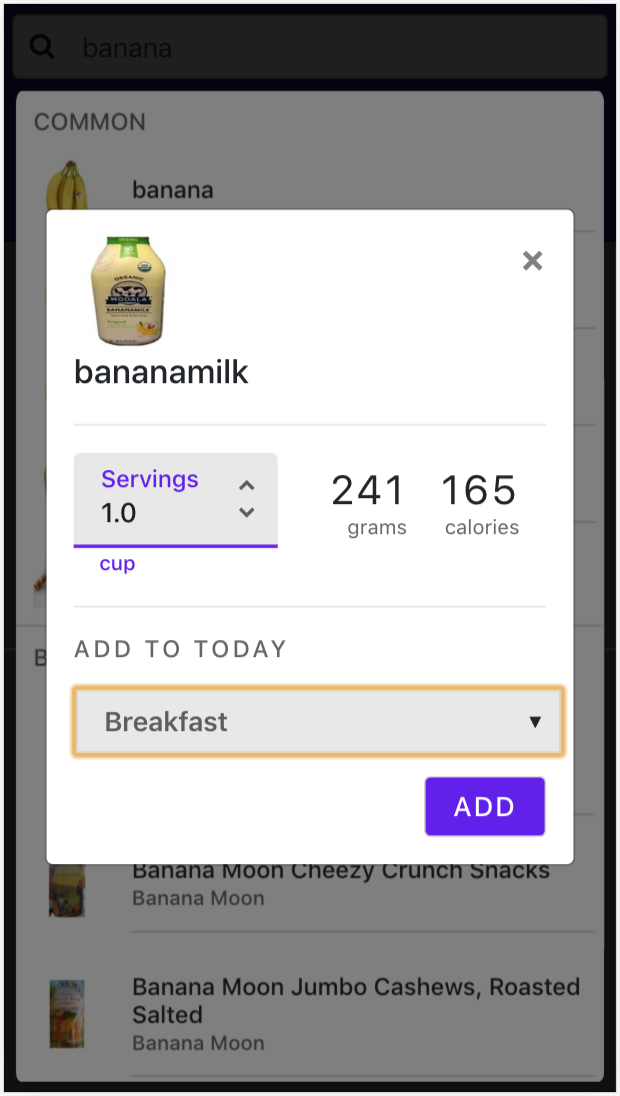 banana
COMMON
banana
×
ORGANIC
MOOALA
BANANAMILK
bananamilk
Servings
1.0
cup
241
grams
165
calories
ADD TO TODAY
B
Breakfast
ADD
Banana Moon Cheezy Crunch Snacks
Banana Moon
Banana Moon Jumbo Cashews, Roasted
Salted
Banana Moon